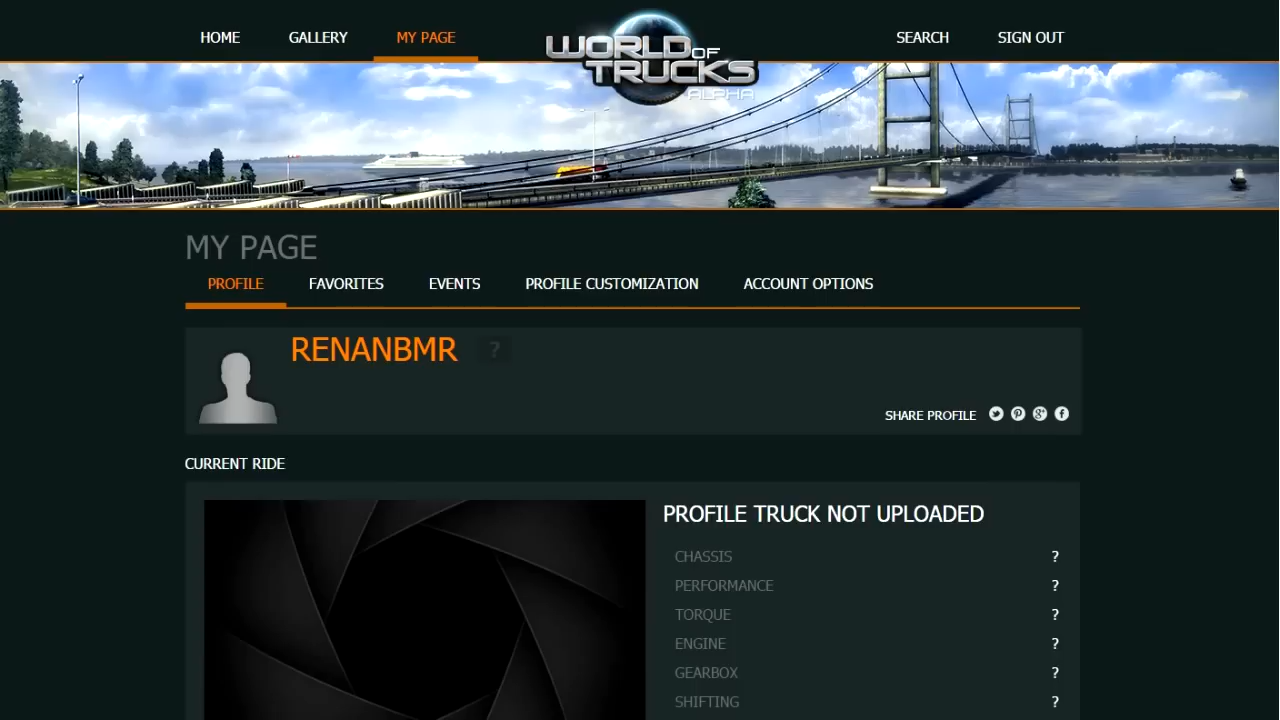 HOME GALLERY MY PAGE WORLD OF TRUCKS ALPHA SEARCH SIGN OUT
MY PAGE
PROFILE FAVORITES EVENTS PROFILE CUSTOMIZATION ACCOUNT OPTIONS
RENANBMR ?
SHARE PROFILE
CURRENT RIDE
PROFILE TRUCK NOT UPLOADED
CHASSIS ?
PERFORMANCE ?
TORQUE ?
ENGINE ?
GEARBOX ?
SHIFTING ?